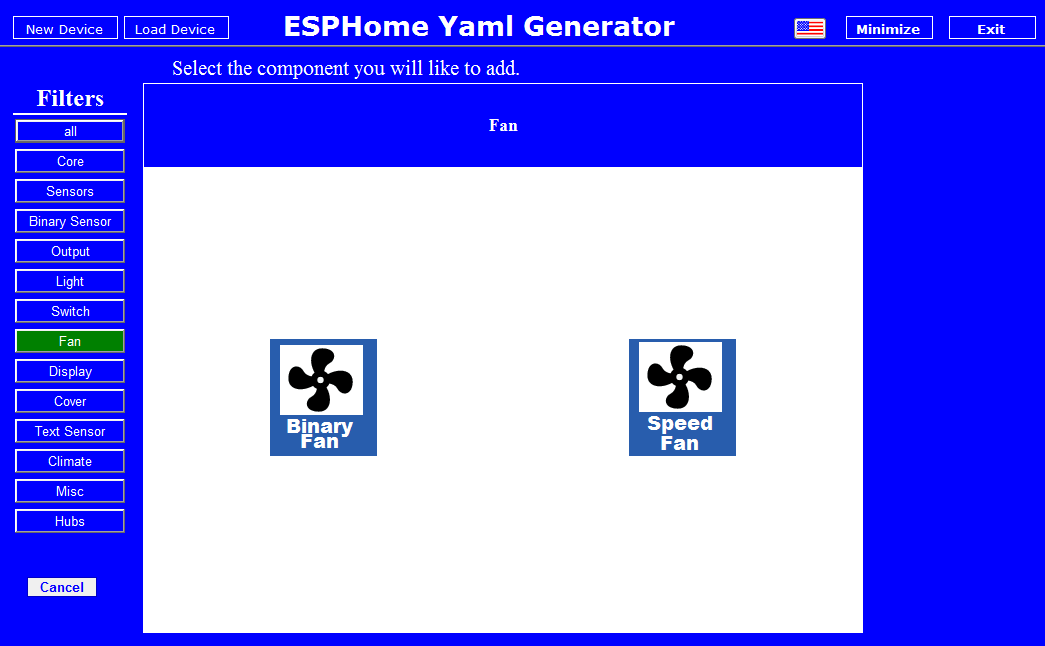 New Device
Load Device
ESPHome Yaml Generator
Minimize
Exit
Select the component you will like to add.
Filters
all
Core
Sensors
Binary Sensor
Output
Light
Switch
Fan
Display
Cover
Text Sensor
Climate
Misc
Hubs
Cancel
Fan
Binary
Fan
Speed
Fan